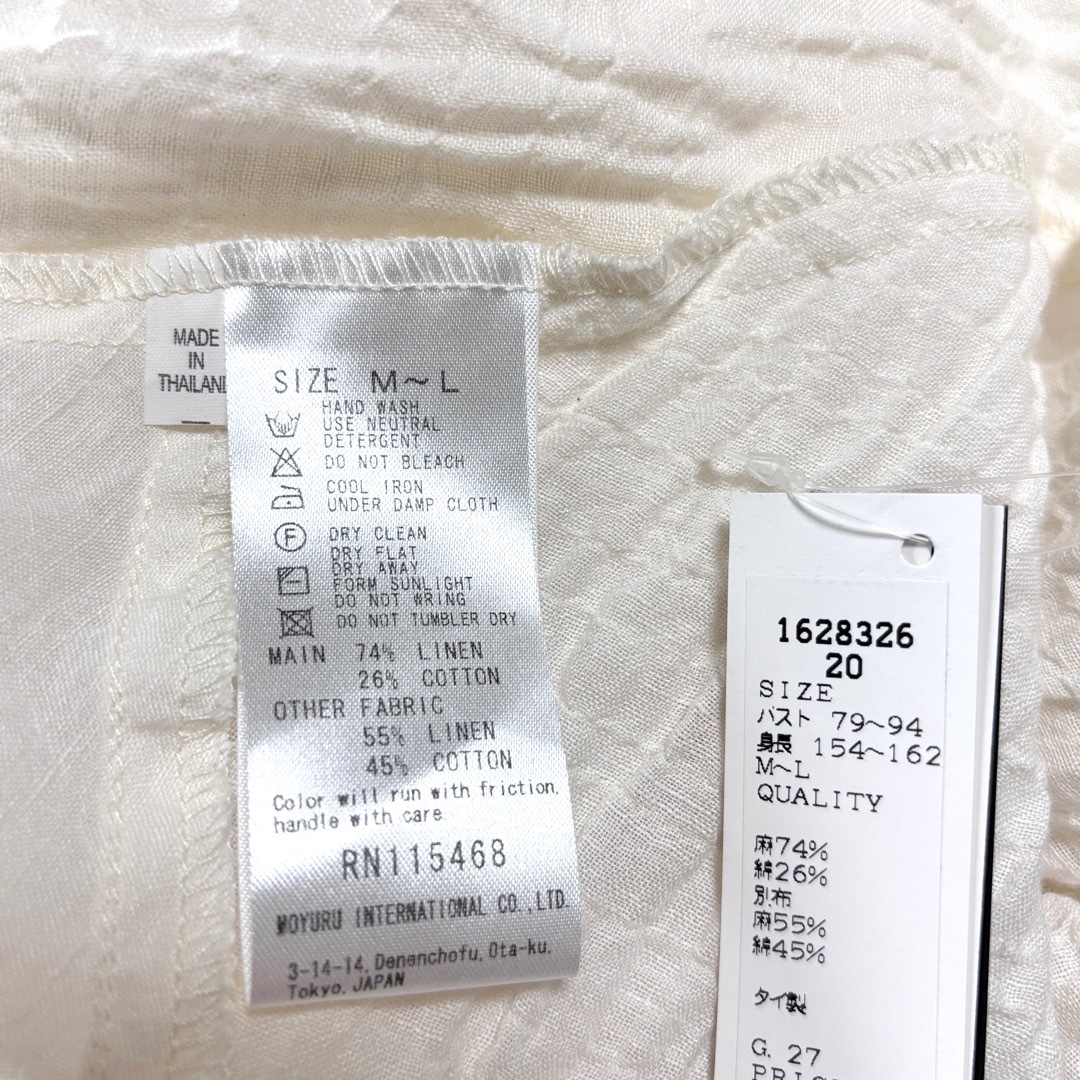 MADE
IN
THAILAND
SIZE M~L
HAND WASH
USE NEUTRAL
DETERGENT
DO NOT BLEACH
COOL IRON
UNDER DAMP CLOTH
F
DRY CLEAN
DRY FLAT
DRY AWAY
FORM SUNLIGHT
DO NOT WRING
DO NOT TUMBLER DRY
MAIN 74% LINEN
26% COTTON
OTHER FABRIC
55% LINEN
45% COTTON
Color will run with friction,
handle with care
RN115468
MOYURU INTERNATIONAL CO.,LTD.
3-14-14, Denenchofu, Ota-ku,
Tokyo, JAPAN
1628326
20
SIZE
バスト 79~94
身長 154~162
M~L
QUALITY
麻74%
綿26%
別布
麻55%
綿45%
タイ製
G. 27